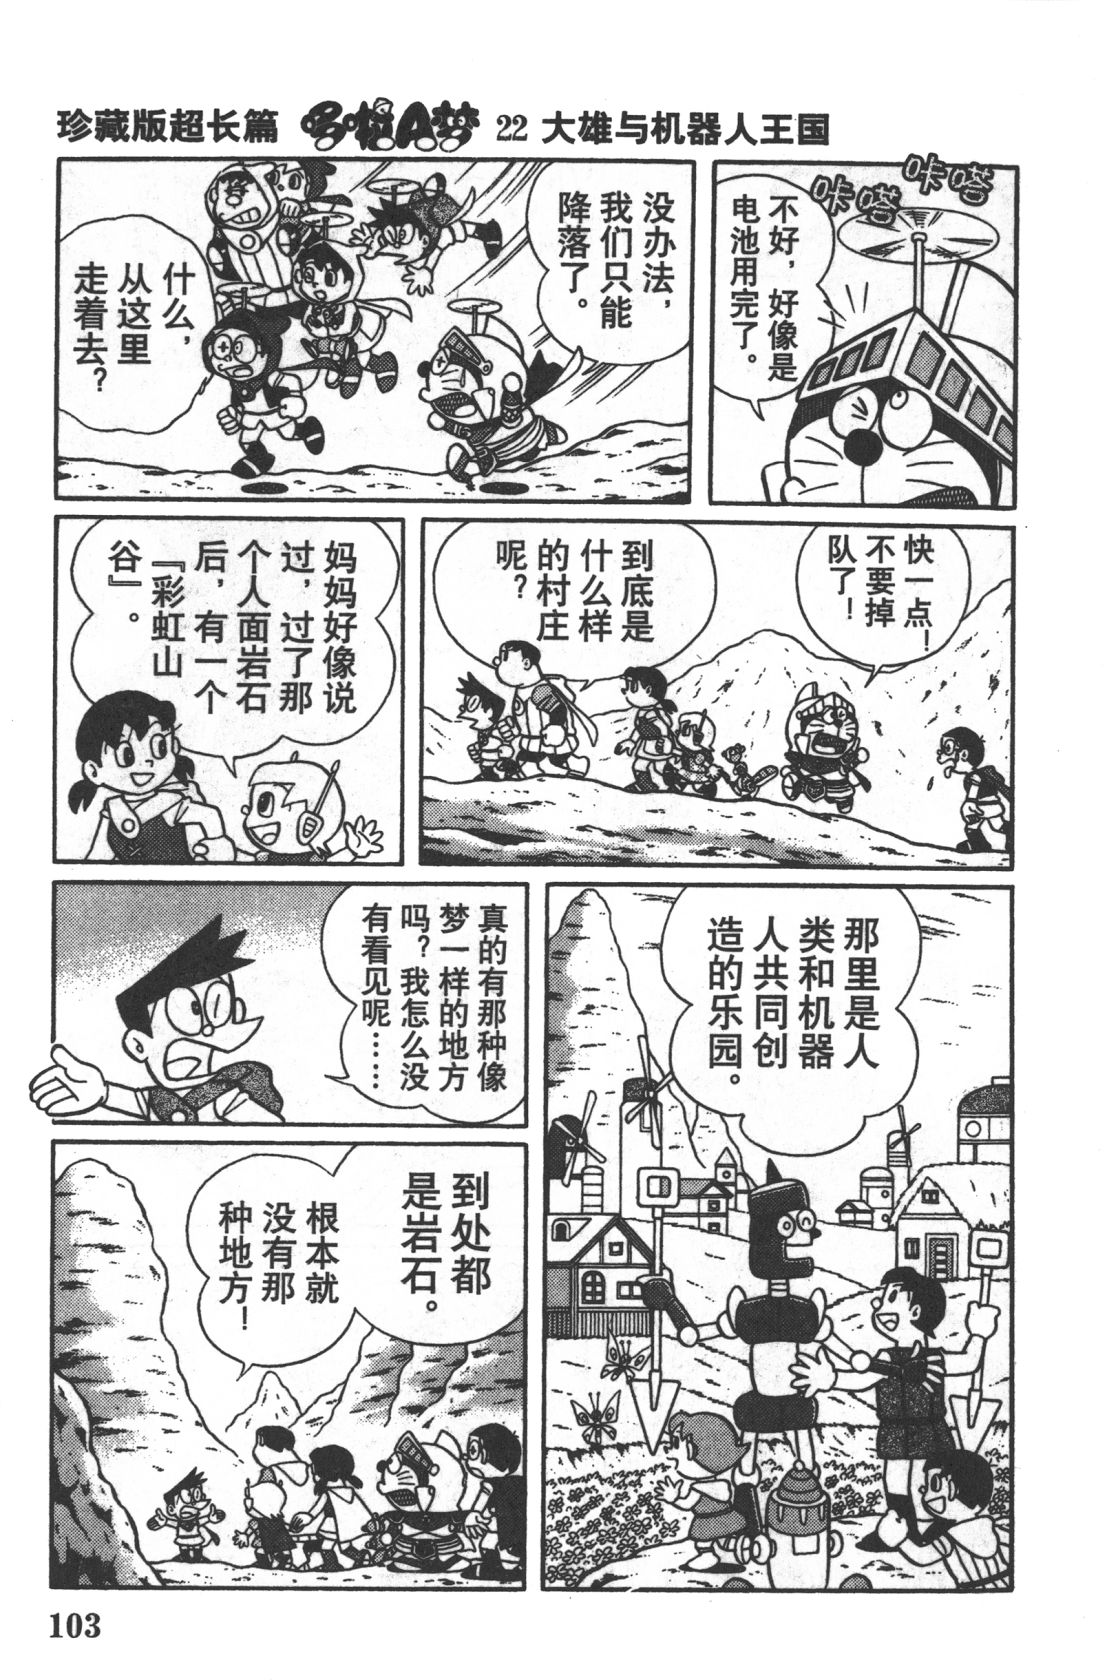 珍藏版超长篇 哆啦A梦 22 大雄与机器人王国
咔嗒
咔嗒
不好，好像是
电池用完了。
没办法，
我们只能
降落了。
什么，
从这里
走着去？
快一点！
不要掉
队了！
到底是
什么样
的村庄
呢？
妈妈好像说
过，过了那
个人面岩石
后，有一个
『彩虹山
谷』。
那里是人
类和机器
人共同创
造的乐园。
真的有那种像
梦一样的地方
吗？我怎么没
有看见呢……
到处都
是岩石。
根本就
没有那
种地方！
103